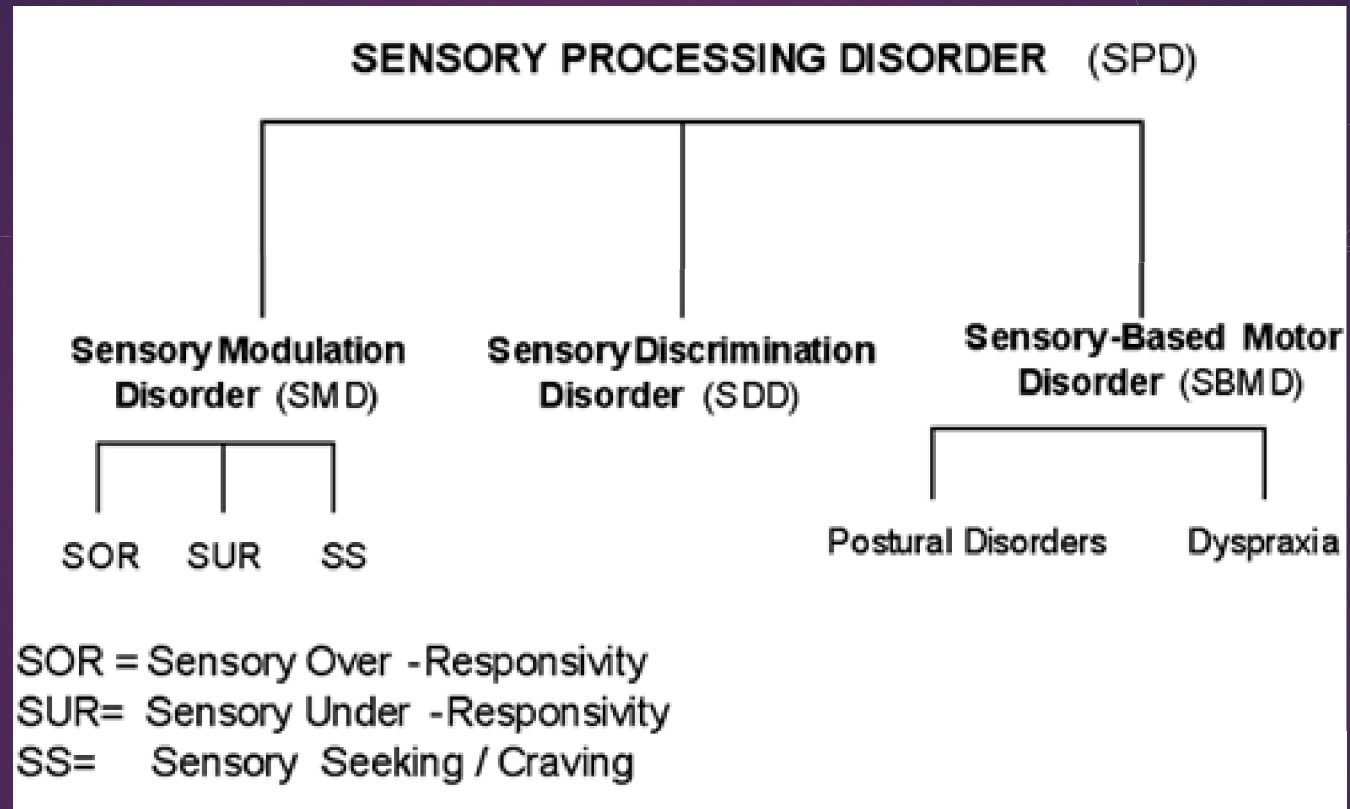 SENSORY PROCESSING DISORDER (SPD)
Sensory Modulation
Disorder (SMD)
Sensory Discrimination
Disorder (SDD)
Sensory-Based Motor
Disorder (SBMD)
SOR SUR SS
Postural Disorders Dyspraxia
SOR = Sensory Over -Responsivity
SUR= Sensory Under -Responsivity
SS= Sensory Seeking / Craving